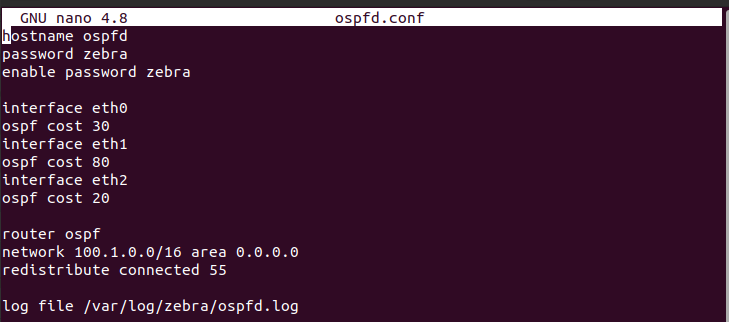 GNU nano 4.8 ospfd.conf
hostname ospfd
password zebra
enable password zebra
interface eth0
ospf cost 30
interface eth1
ospf cost 80
interface eth2
ospf cost 20
router ospf
network 100.1.0.0/16 area 0.0.0.0
redistribute connected 55
log file /var/log/zebra/ospfd.log